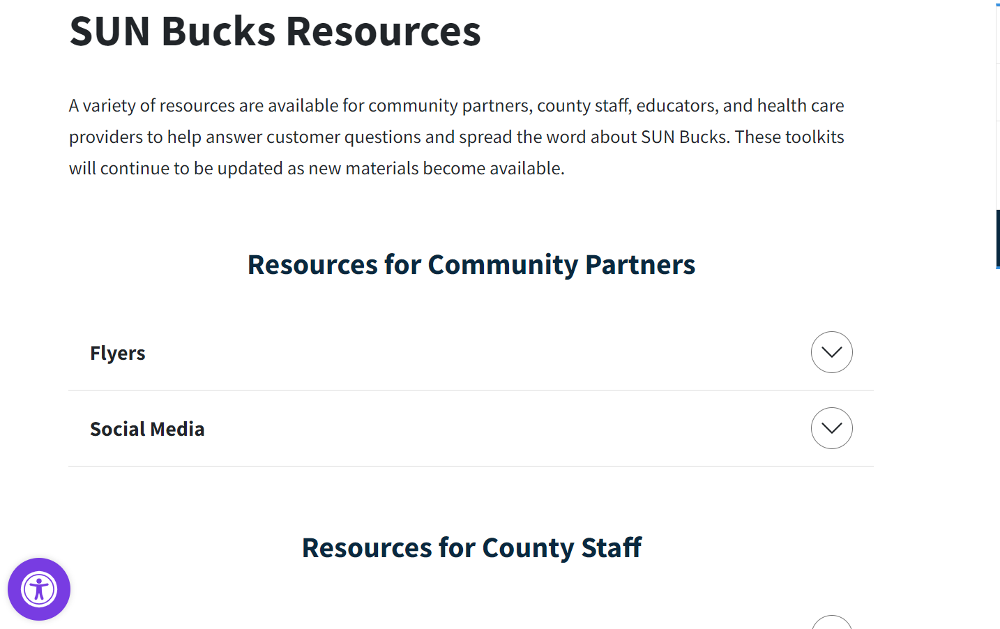 SUN Bucks Resources
A variety of resources are available for community partners, county staff, educators, and health care
providers to help answer customer questions and spread the word about SUN Bucks. These toolkits
will continue to be updated as new materials become available.
Resources for Community Partners
Flyers
Social Media
Resources for County Staff